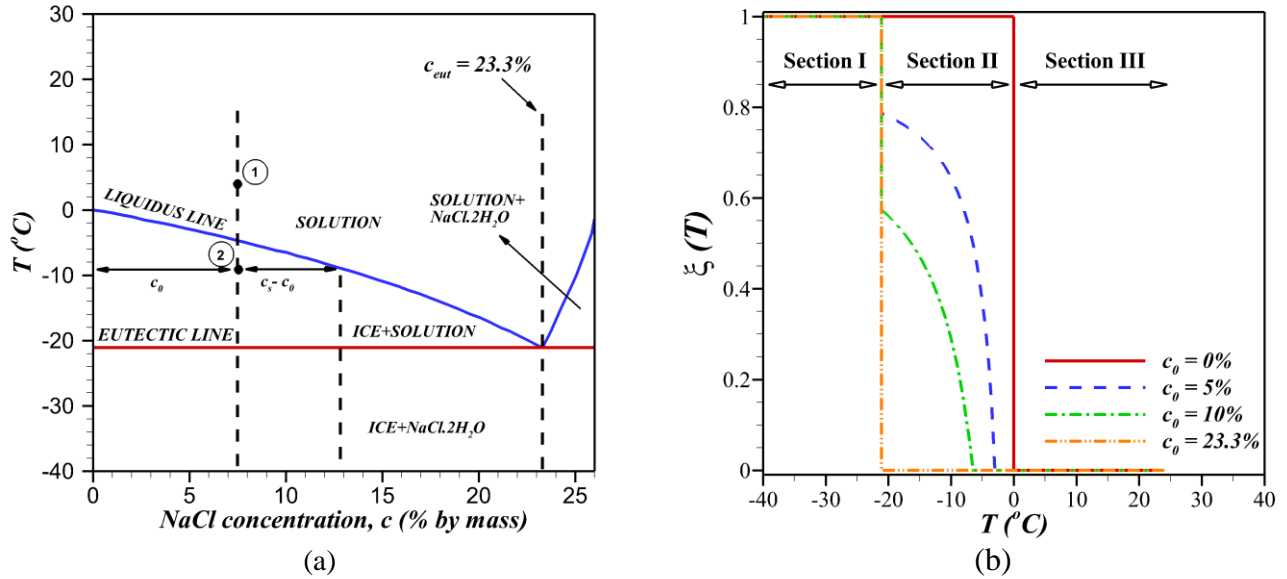 30
20
10
0
-10
-20
-30
-40
T (°C)
c_eut = 23.3%
1
LIQUIDUS LINE
SOLUTION
SOLUTION+
NaCl.2H₂O
2
c₀
c_s- c₀
EUTECTIC LINE
ICE+SOLUTION
ICE+NaCl.2H₂O
0 5 10 15 20 25
NaCl concentration, c (% by mass)
(a)
1
0.8
0.6
0.4
0.2
0
ξ (T)
Section I Section II Section III
c₀ = 0%
c₀ = 5%
c₀ = 10%
c₀ = 23.3%
-40 -30 -20 -10 0 10 20 30 40
T (°C)
(b)